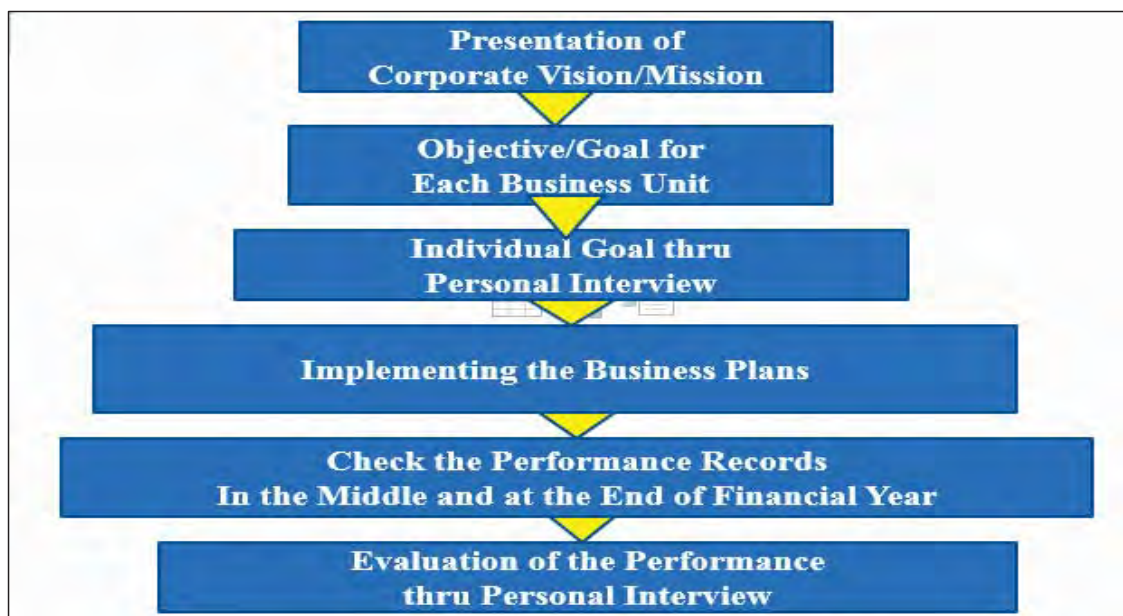 Presentation of
Corporate Vision/Mission
Objective/Goal for
Each Business Unit
Individual Goal thru
Personal Interview
Implementing the Business Plans
Check the Performance Records
In the Middle and at the End of Financial Year
Evaluation of the Performance
thru Personal Interview